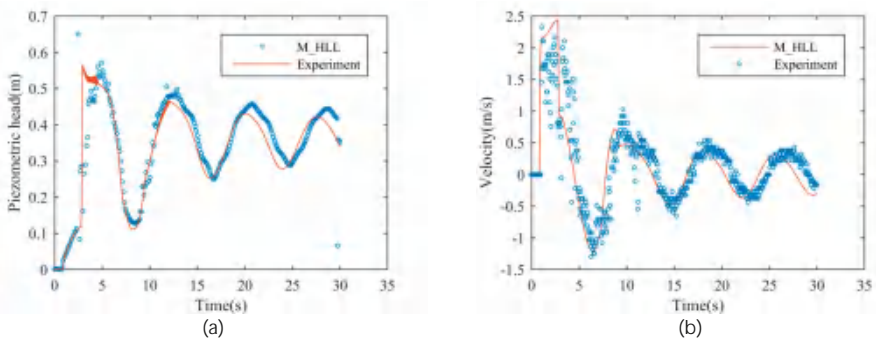 0.7
0.6
0.5
0.4
0.3
0.2
0.1
0
Piezometric head(m)
M_HLL
Experiment
0 5 10 15 20 25 30 35
Time(s)
(a)
2.5
2
1.5
1
0.5
0
-0.5
-1
-1.5
Velocity(m/s)
M_HLL
Experiment
0 5 10 15 20 25 30 35
Time(s)
(b)